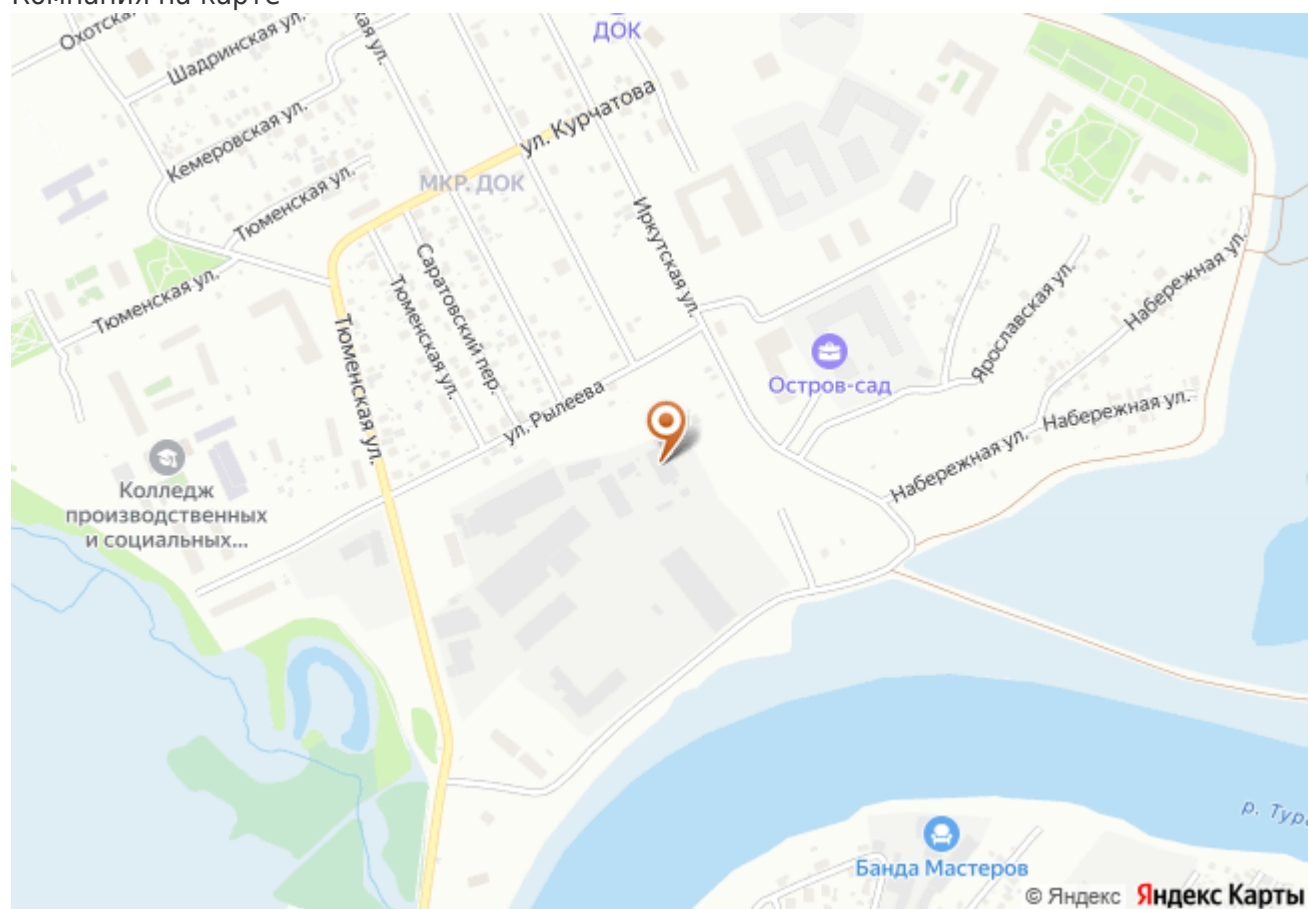 Компания на карте
ДОК
Охотска
Шадринская ул.
ая ул.
ул. Курчатова
Кемеровская ул.
МКР. ДОК
Тюменская ул.
Иркутская ул.
Тюменская ул.
Саратовский пер.
Тюменская ул.
Тюменская ул.
Набережная ул.
Ярославская ул.
Остров-сад
ул. Рылеева
Набережная ул.
Набережная ул.
Колледж
производственных
и социальных...
р. Тура
Банда Мастеров
© Яндекс Яндекс Карты